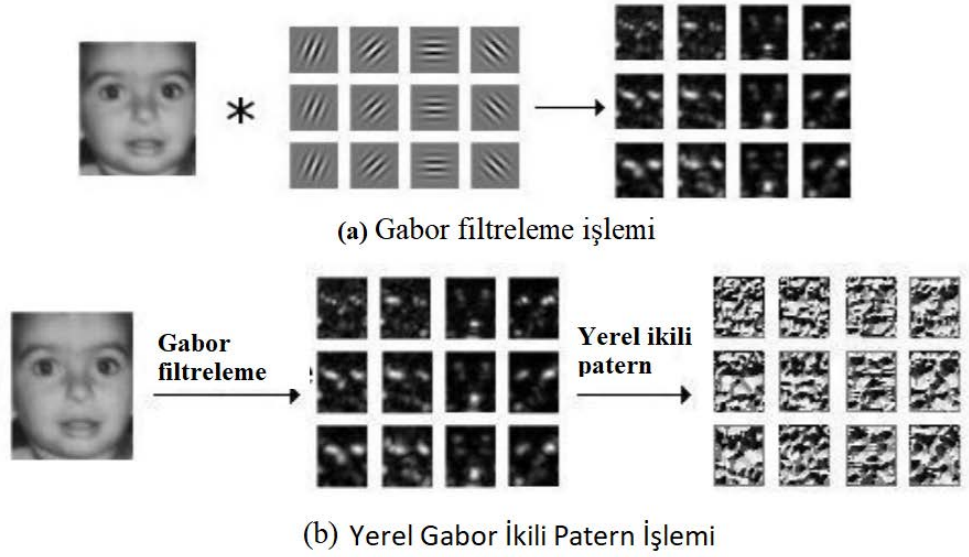 *
(a) Gabor filtreleme işlemi
Gabor
filtreleme
Yerel ikili
patern
(b) Yerel Gabor İkili Patern İşlemi